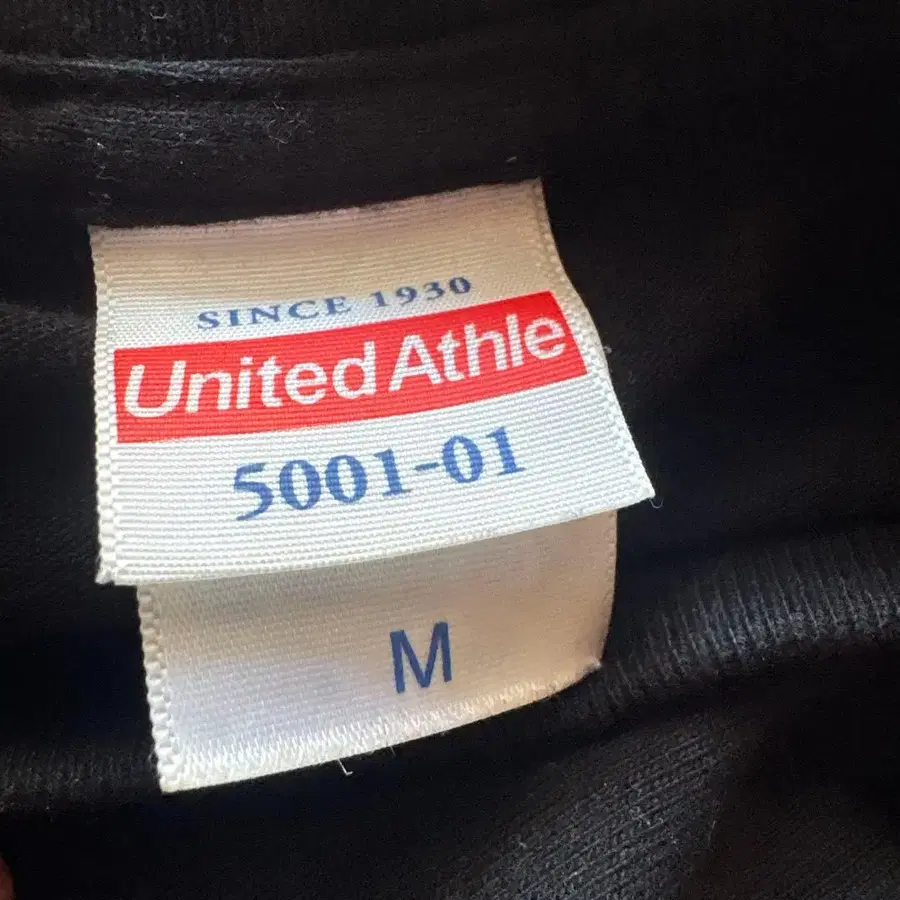 SINCE 1930
United Athle
5001-01
M